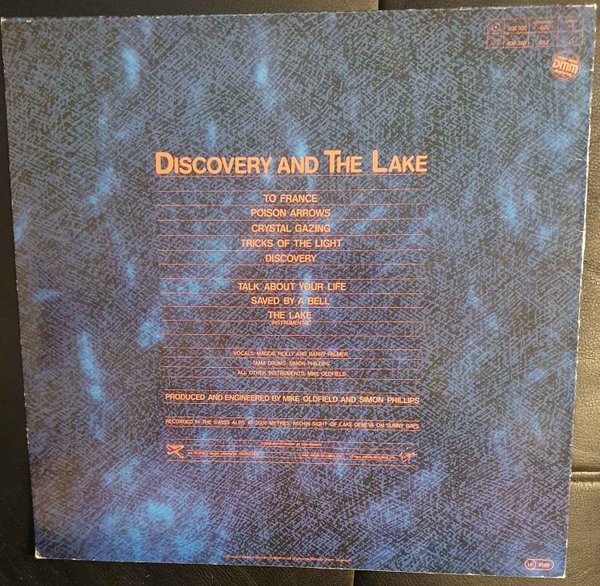 DISCOVERY AND THE LAKE
TO FRANCE
POISON ARROWS
CRYSTAL GAZING
TRICKS OF THE LIGHT
DISCOVERY
TALK ABOUT YOUR LIFE
SAVED BY A BELL
THE LAKE
INSTRUMENTAL
VOCALS: MAGGIE REILLY AND BARRY PALMER
TAMA DRUMS: SIMON PHILLIPS
ALL OTHER INSTRUMENTS: MIKE OLDFIELD
PRODUCED AND ENGINEERED BY MIKE OLDFIELD AND SIMON PHILLIPS
RECORDED IN THE SWISS ALPS AT 2000 METRES WITHIN SIGHT OF LAKE GENEVA ON SUNNY DAYS
DMM
LC